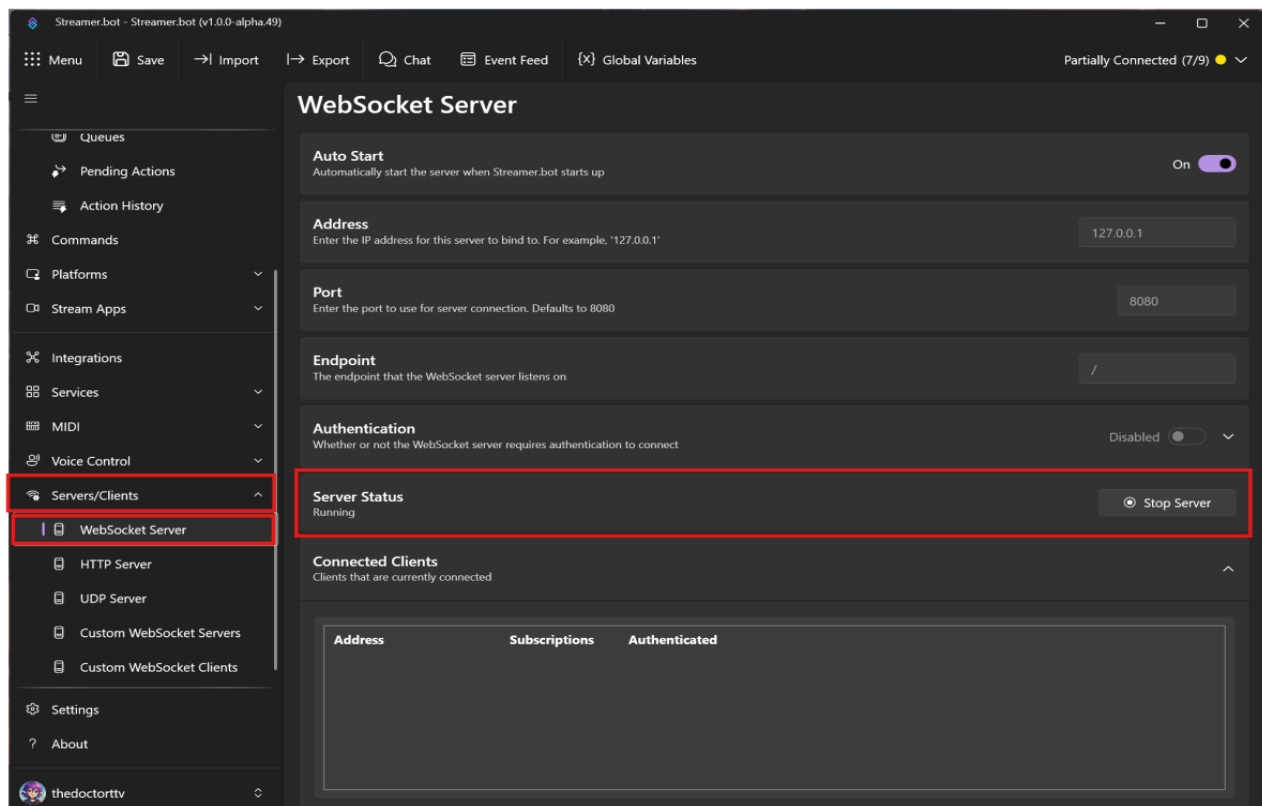 Streamer.bot - Streamer.bot (v1.0.0-alpha.49)
Menu
Save
Import
Export
Chat
Event Feed
{x} Global Variables
Partially Connected (7/9)
Queues
Pending Actions
Action History
Commands
Platforms
Stream Apps
Integrations
Services
MIDI
Voice Control
Servers/Clients
WebSocket Server
HTTP Server
UDP Server
Custom WebSocket Servers
Custom WebSocket Clients
Settings
? About
thedoctorttv
WebSocket Server
Auto Start
Automatically start the server when Streamer.bot starts up
On
Address
Enter the IP address for this server to bind to. For example, '127.0.0.1'
127.0.0.1
Port
Enter the port to use for server connection. Defaults to 8080
8080
Endpoint
The endpoint that the WebSocket server listens on
/
Authentication
Whether or not the WebSocket server requires authentication to connect
Disabled
Server Status
Running
Stop Server
Connected Clients
Clients that are currently connected
Address Subscriptions Authenticated